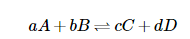 aA + bB ⇌ cC + dD